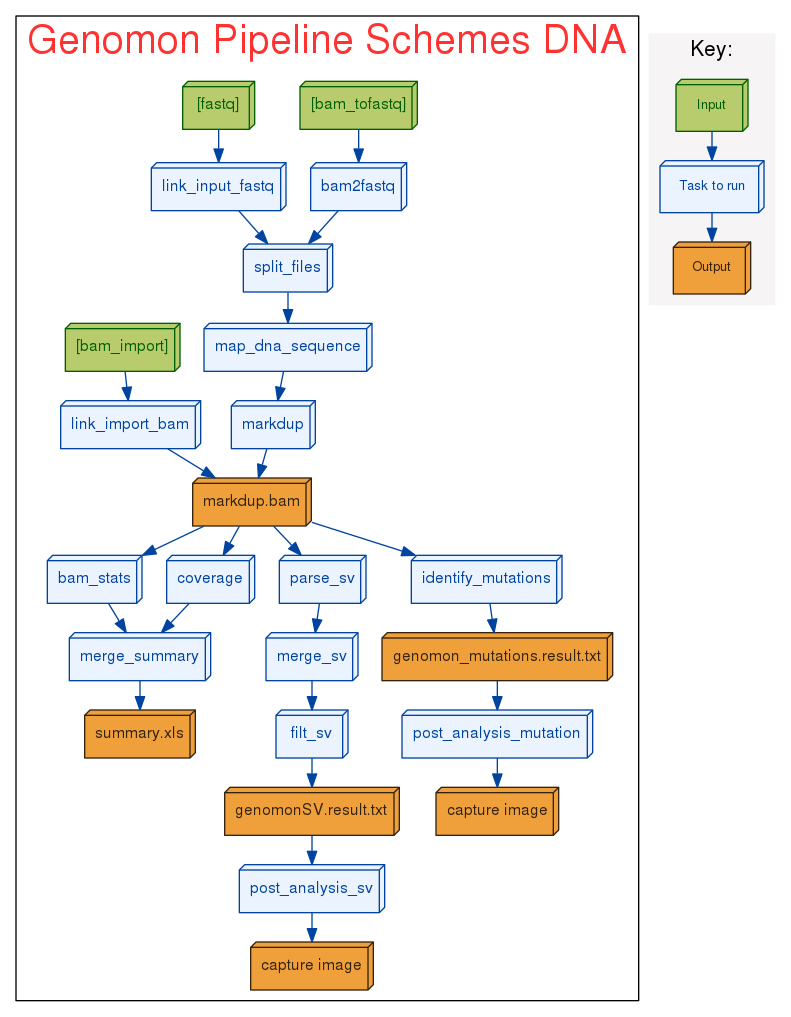 Genomon Pipeline Schemes DNA
Key:
[fastq]
[bam_tofastq]
Input
link_input_fastq
bam2fastq
Task to run
split_files
Output
[bam_import]
map_dna_sequence
link_import_bam
markdup
markdup.bam
bam_stats
coverage
parse_sv
identify_mutations
merge_summary
merge_sv
genomon_mutations.result.txt
summary.xls
filt_sv
post_analysis_mutation
genomonSV.result.txt
capture image
post_analysis_sv
capture image